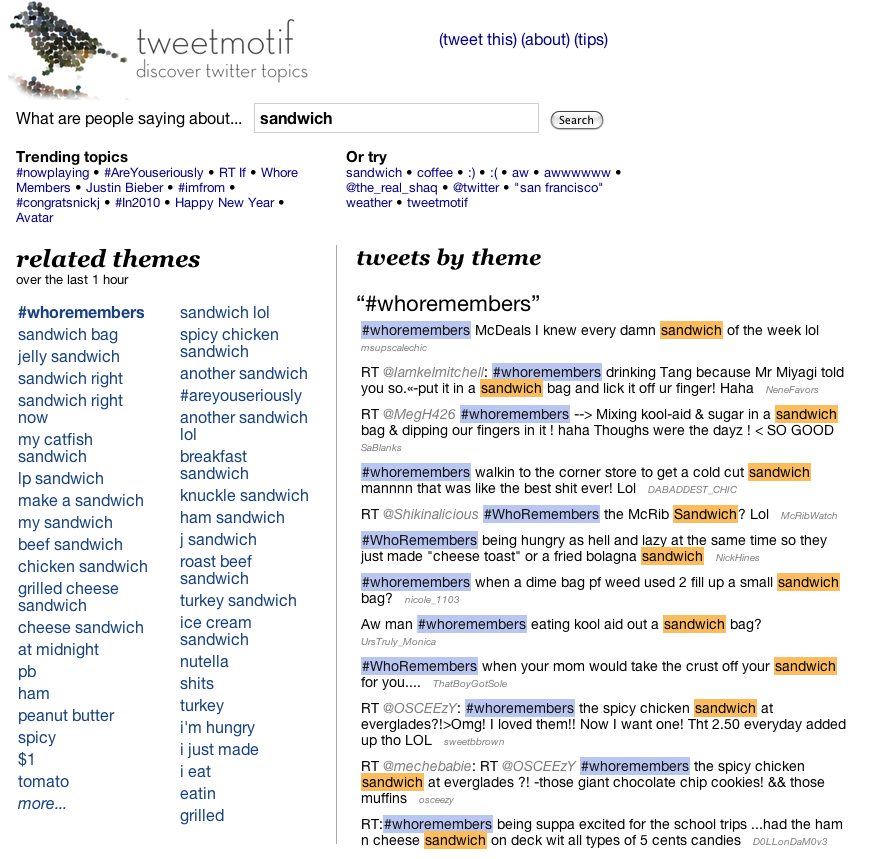 tweetmotif
discover twitter topics
(tweet this) (about) (tips)
What are people saying about... sandwich Search
Trending topics
#nowplaying • #AreYouseriously • RT If • Whore
Members • Justin Bieber • #imfrom •
#congratsnickj • #In2010 • Happy New Year •
Avatar
Or try
sandwich • coffee • :) • :( • aw • awwwwww •
@the_real_shaq • @twitter • "san francisco"
weather • tweetmotif
related themes
over the last 1 hour
#whoremembers
sandwich bag
jelly sandwich
sandwich right
sandwich right
now
my catfish
sandwich
lp sandwich
make a sandwich
my sandwich
beef sandwich
chicken sandwich
grilled cheese
sandwich
cheese sandwich
at midnight
pb
ham
peanut butter
spicy
$1
tomato
more...
sandwich lol
spicy chicken
sandwich
another sandwich
#areyouseriously
another sandwich
lol
breakfast
sandwich
knuckle sandwich
ham sandwich
j sandwich
roast beef
sandwich
turkey sandwich
ice cream
sandwich
nutella
shits
turkey
i'm hungry
i just made
i eat
eatin
grilled
tweets by theme
“#whoremembers”
#whoremembers McDeals I knew every damn sandwich of the week lol
msupscalechic
RT @Iamkelmitchell: #whoremembers drinking Tang because Mr Miyagi told
you so.«-put it in a sandwich bag and lick it off ur finger! Haha NeneFavors
RT @MegH426 #whoremembers --> Mixing kool-aid & sugar in a sandwich
bag & dipping our fingers in it ! haha Thoughs were the dayz ! < SO GOOD
SaBlanks
#whoremembers walkin to the corner store to get a cold cut sandwich
mannnn that was like the best shit ever! Lol DABADDEST_CHIC
RT @Shikinalicious #WhoRemembers the McRib Sandwich? Lol McRibWatch
#WhoRemembers being hungry as hell and lazy at the same time so they
just made "cheese toast" or a fried bolagna sandwich NickHines
#whoremembers when a dime bag pf weed used 2 fill up a small sandwich
bag? nicole_1103
Aw man #whoremembers eating kool aid out a sandwich bag?
UrsTruly_Monica
#WhoRemembers when your mom would take the crust off your sandwich
for you.... ThatBoyGotSole
RT @OSCEEzY: #whoremembers the spicy chicken sandwich at
everglades?!>Omg! I loved them!! Now I want one! Tht 2.50 everyday added
up tho LOL sweetbbrown
RT @mechebabie: RT @OSCEEzY #whoremembers the spicy chicken
sandwich at everglades ?! -those giant chocolate chip cookies! && those
muffins osceezy
RT:#whoremembers being suppa excited for the school trips ...had the ham
n cheese sandwich on deck wit all types of 5 cents candies D0LLonDaM0v3